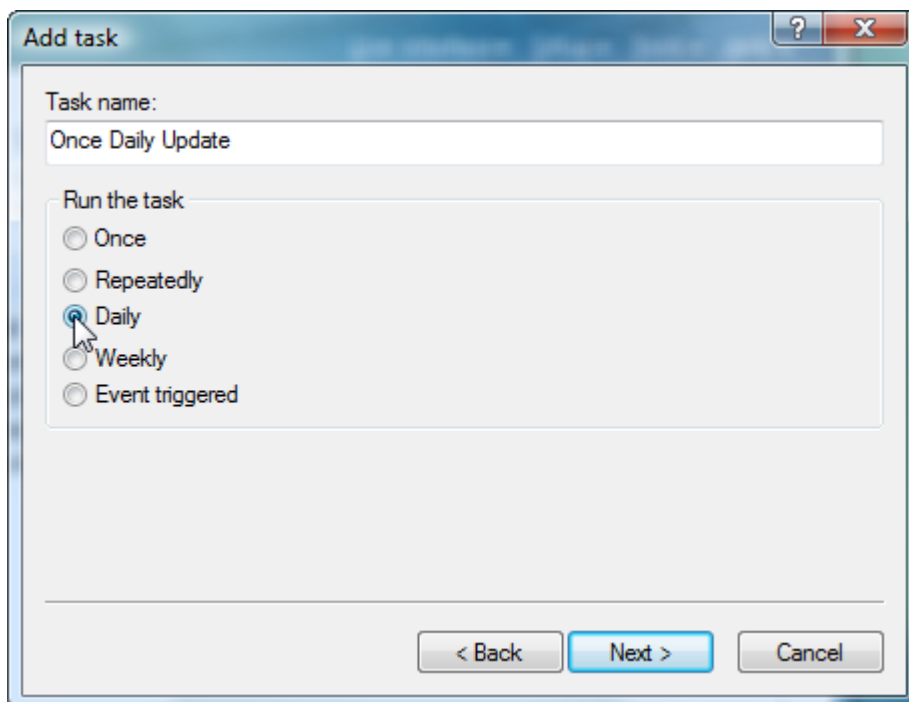 Add task
?
Task name:
Once Daily Update
Run the task
Once
Repeatedly
Daily
Weekly
Event triggered
< Back Next > Cancel